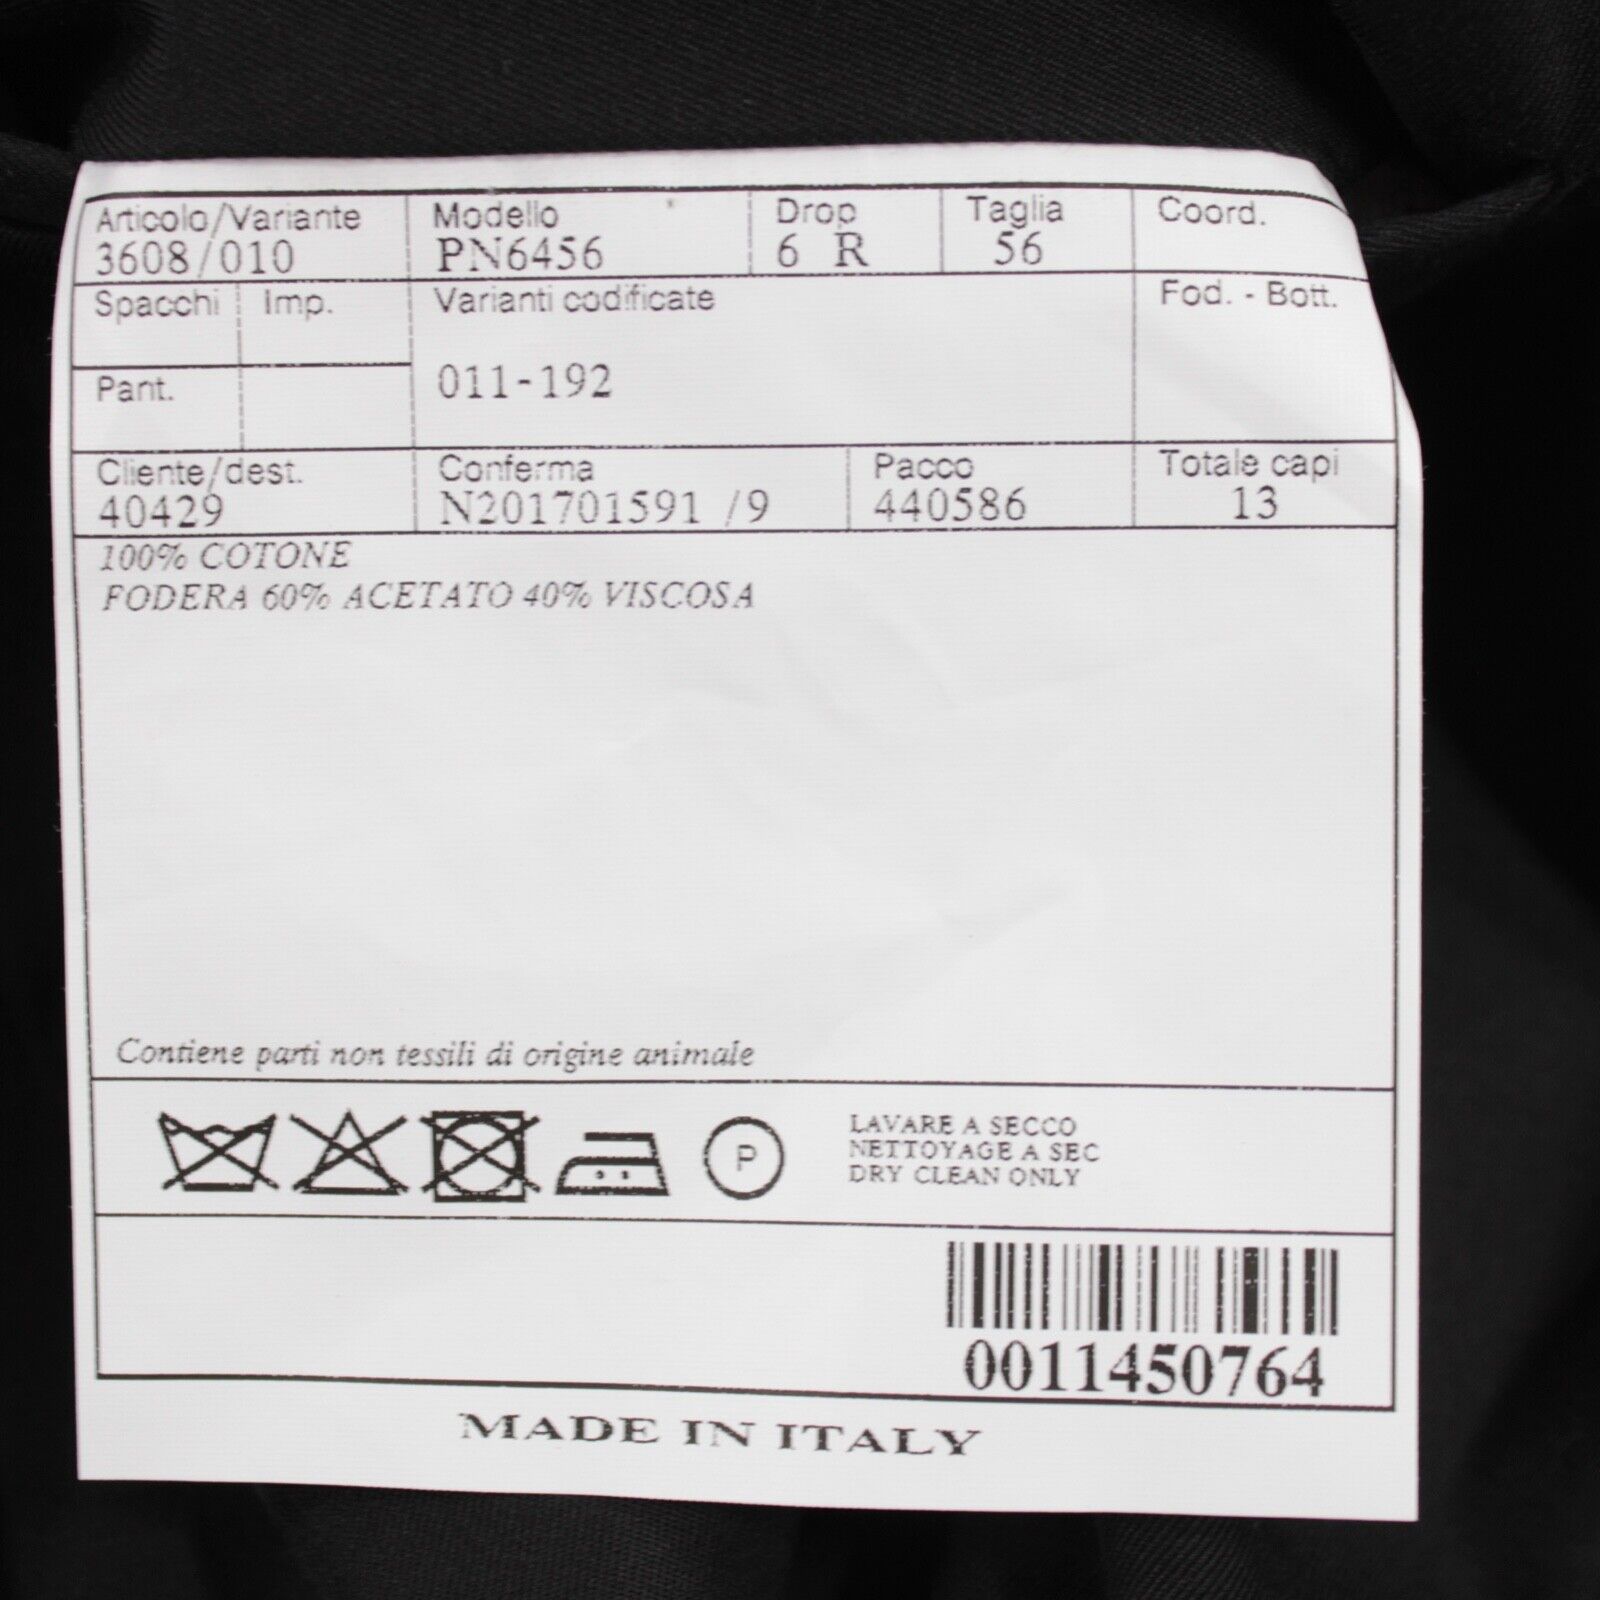 Articolo/Variante Modello Drop Taglia Coord.
3608/010 PN6456 6 R 56
Spacchi Imp. Varianti codificate Fod. - Bott.
Pant. 011-192
Cliente/dest. Conferma Pacco Totale capi
40429 N201701591 /9 440586 13
100% COTONE
FODERA 60% ACETATO 40% VISCOSA
Contiene parti non tessili di origine animale
P
LAVARE A SECCO
NETTOYAGE A SEC
DRY CLEAN ONLY
0011450764
MADE IN ITALY